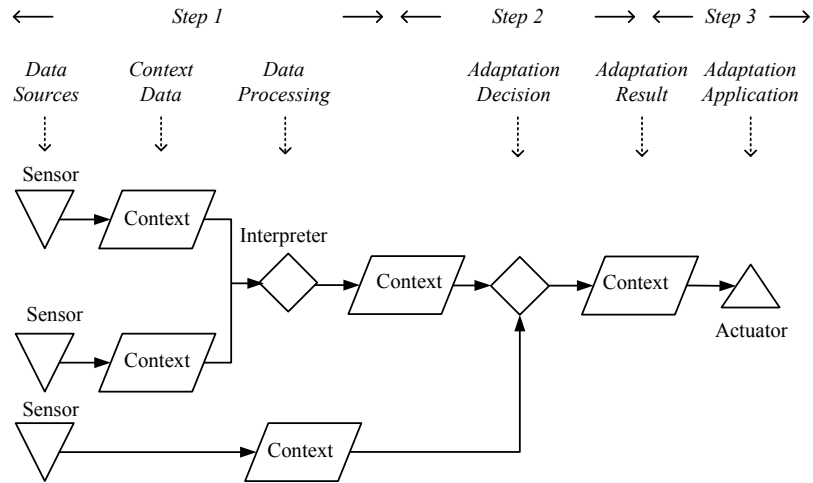 Step 1
Step 2
Step 3
Data
Sources
Context
Data
Data
Processing
Adaptation
Decision
Adaptation
Result
Adaptation
Application
Sensor
Context
Interpreter
Context
Context
Sensor
Context
Actuator
Sensor
Context